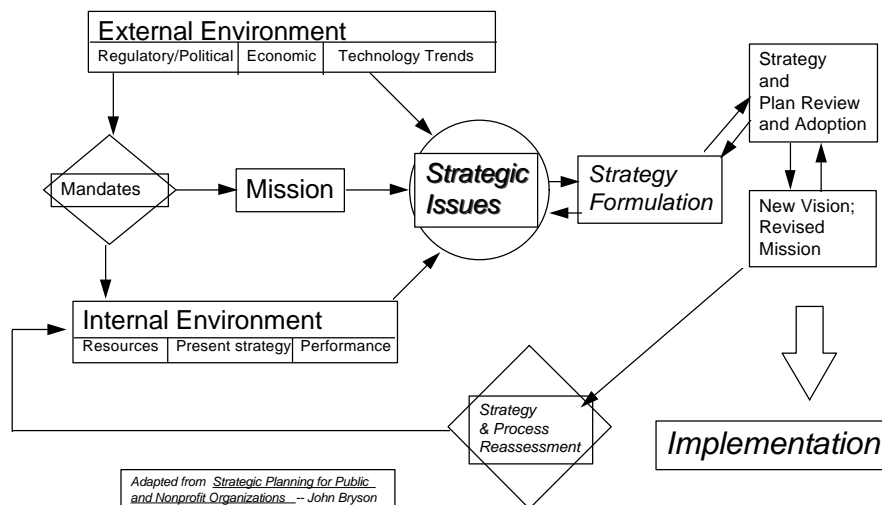 External Environment
Regulatory/Political Economic Technology Trends
Strategy
and
Plan Review
and Adoption
Mandates
Mission
Strategic
Issues
Strategy
Formulation
New Vision;
Revised
Mission
Internal Environment
Resources Present strategy Performance
Strategy
& Process
Reassessment
Implementation
Adapted from Strategic Planning for Public
and Nonprofit Organizations -- John Bryson